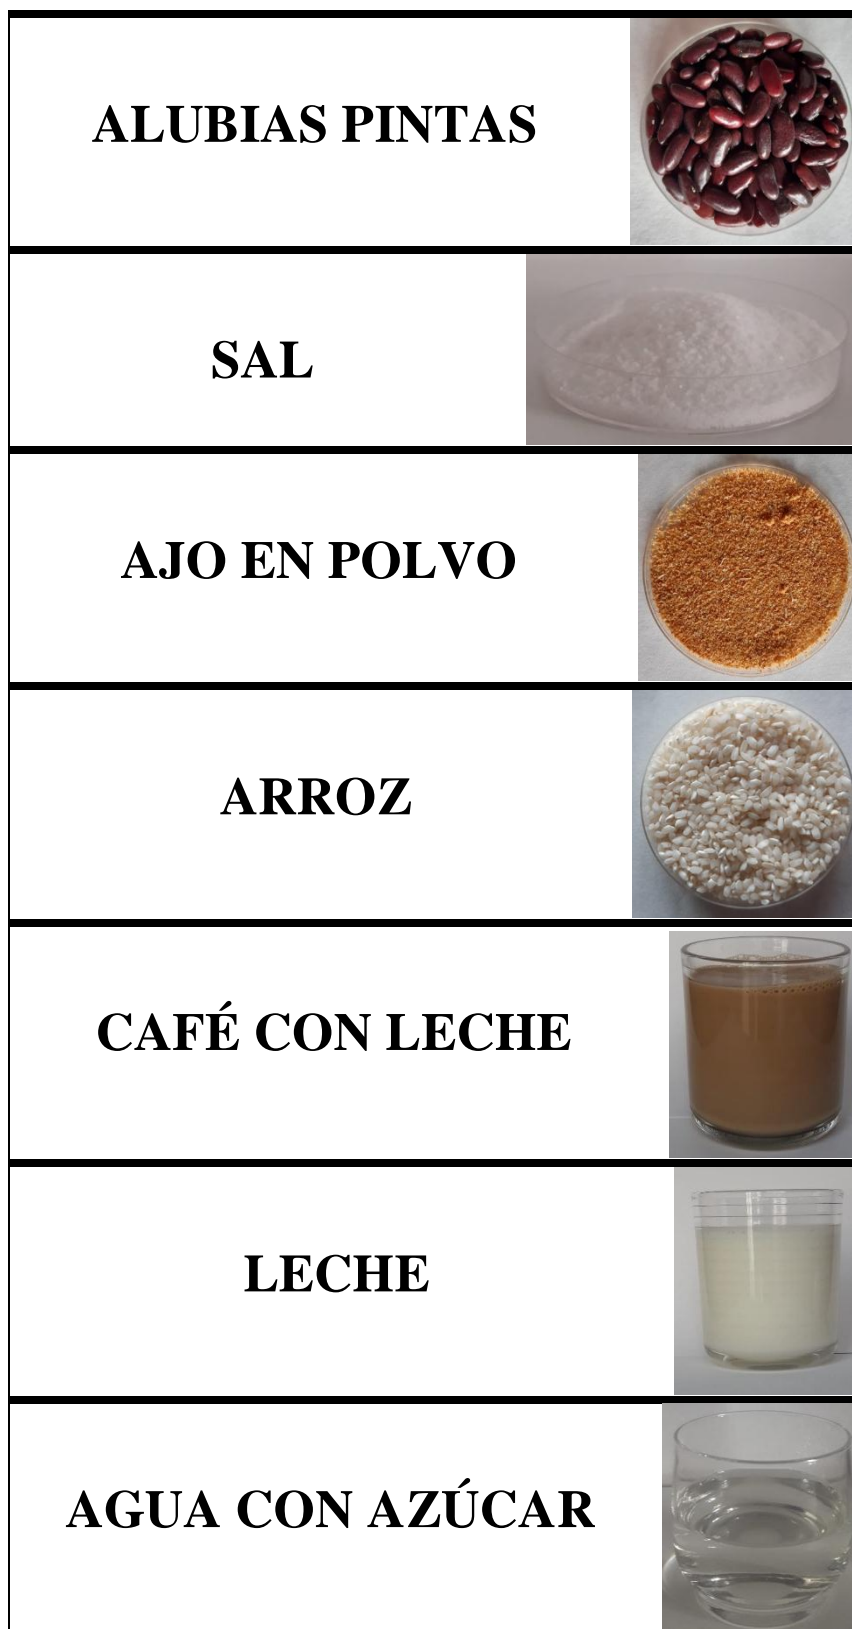 ALUBIAS PINTAS
SAL
AJO EN POLVO
ARROZ
CAFÉ CON LECHE
LECHE
AGUA CON AZÚCAR